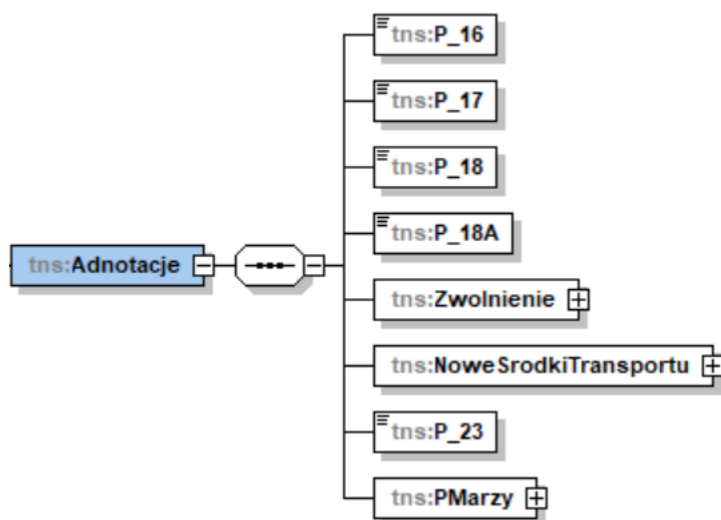 tns:P_16
tns:P_17
tns:P_18
tns:P_18A
tns:Adnotacje
tns:Zwolnienie
tns:NoweSrodkiTransportu
tns:P_23
tns:PMarzy